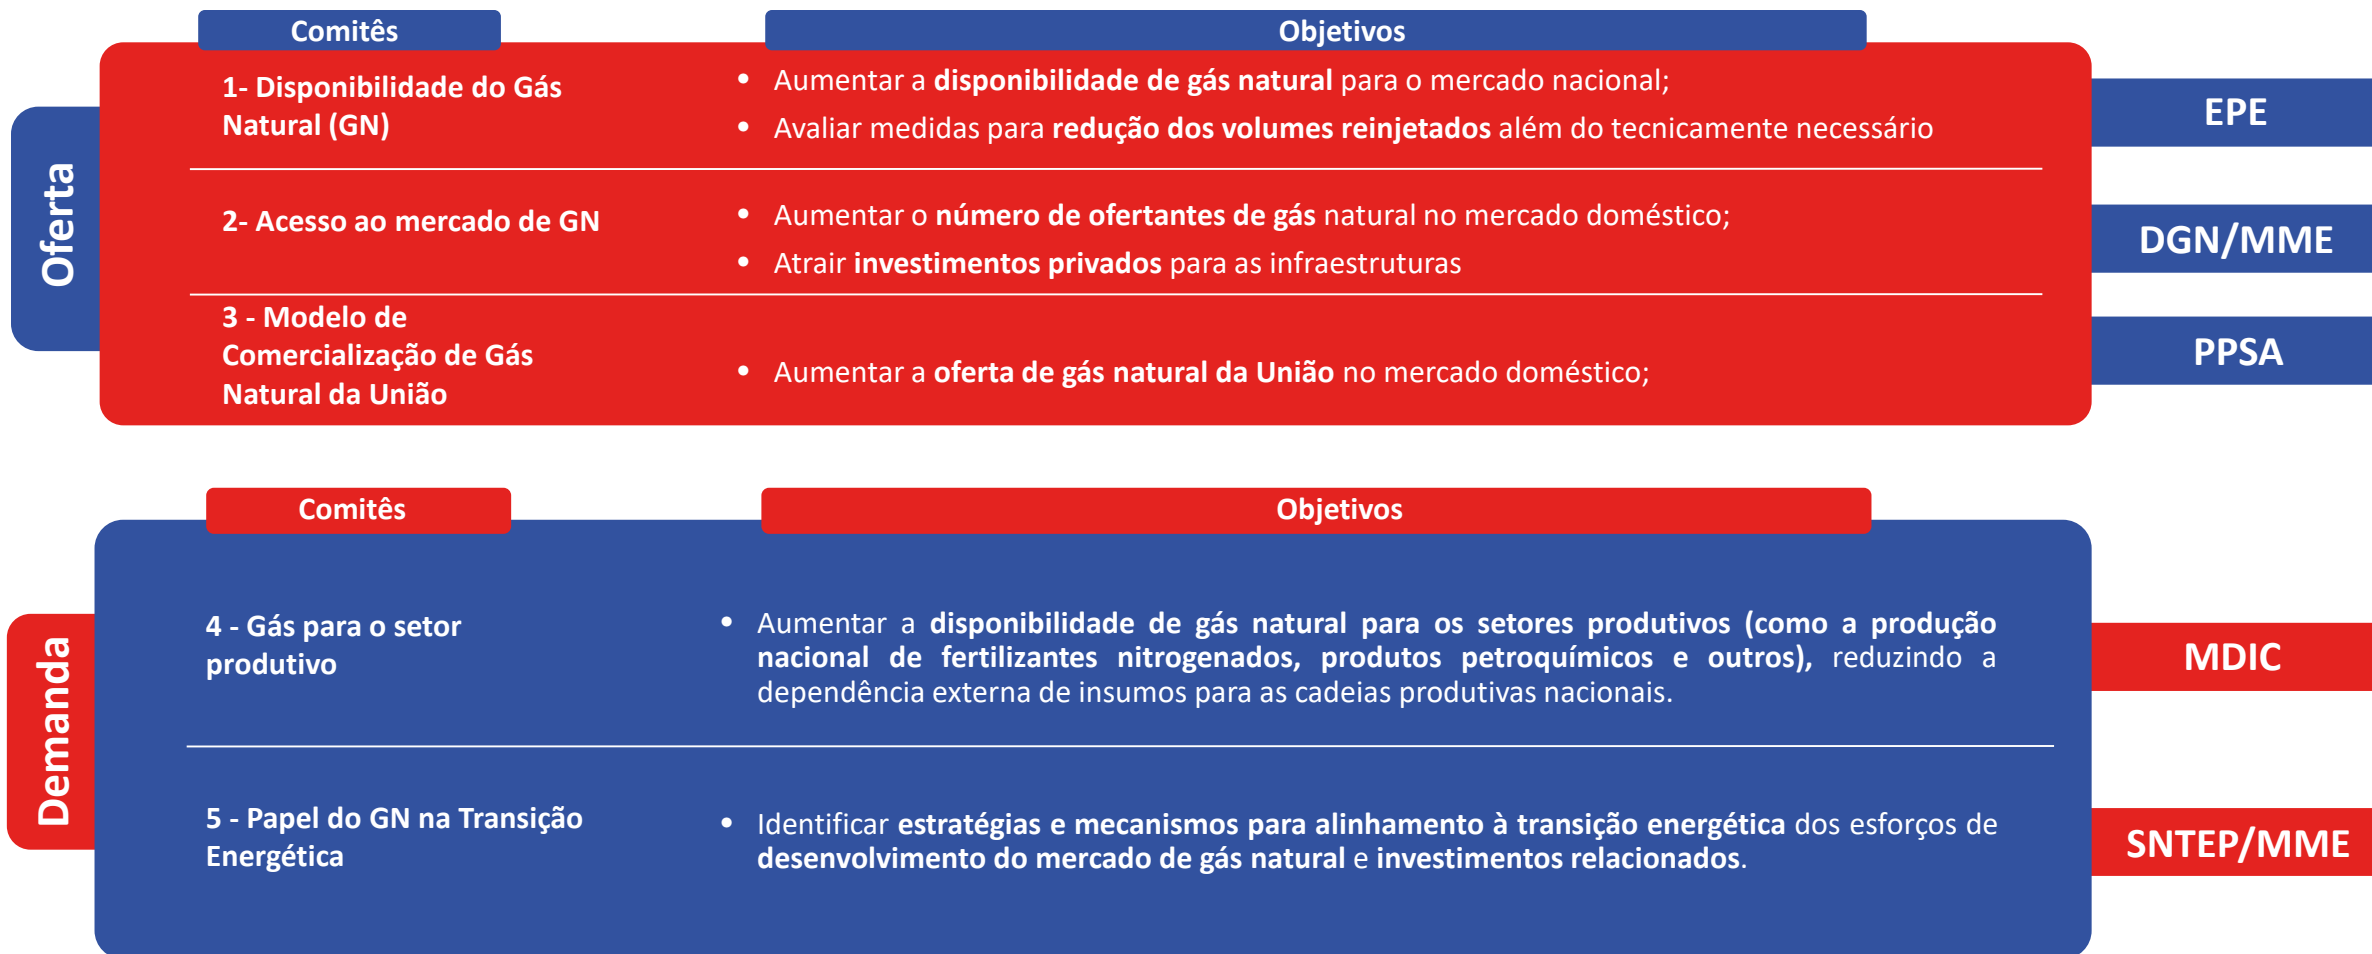 Comitês
Objetivos
Oferta
1- Disponibilidade do Gás
Natural (GN)
• Aumentar a disponibilidade de gás natural para o mercado nacional;
• Avaliar medidas para redução dos volumes reinjetados além do tecnicamente necessário
EPE
2- Acesso ao mercado de GN
• Aumentar o número de ofertantes de gás natural no mercado doméstico;
• Atrair investimentos privados para as infraestruturas
DGN/MME
3 - Modelo de
Comercialização de Gás
Natural da União
• Aumentar a oferta de gás natural da União no mercado doméstico;
PPSA
Comitês
Objetivos
Demanda
4 - Gás para o setor
produtivo
• Aumentar a disponibilidade de gás natural para os setores produtivos (como a produção
nacional de fertilizantes nitrogenados, produtos petroquímicos e outros), reduzindo a
dependência externa de insumos para as cadeias produtivas nacionais.
MDIC
5 - Papel do GN na Transição
Energética
• Identificar estratégias e mecanismos para alinhamento à transição energética dos esforços de
desenvolvimento do mercado de gás natural e investimentos relacionados.
SNTEP/MME